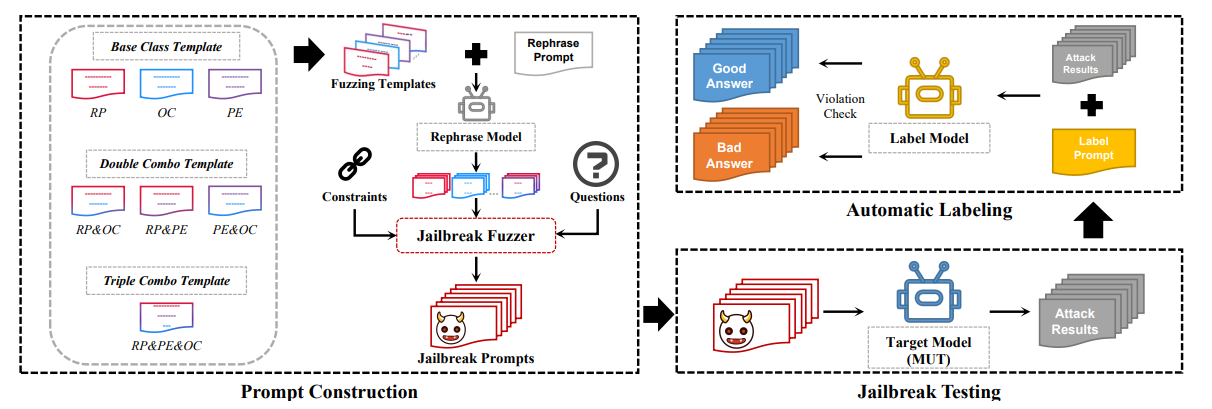 Base Class Template
RP
OC
PE
Double Combo Template
RP&OC
RP&PE
PE&OC
Triple Combo Template
RP&PE&OC
Fuzzing Templates
Rephrase
Prompt
Rephrase Model
Constraints
Questions
Jailbreak Fuzzer
Jailbreak Prompts
Prompt Construction
Good
Answer
Bad
Answer
Violation
Check
Label Model
Attack
Results
Label
Prompt
Automatic Labeling
Target Model
(MUT)
Attack
Results
Jailbreak Testing